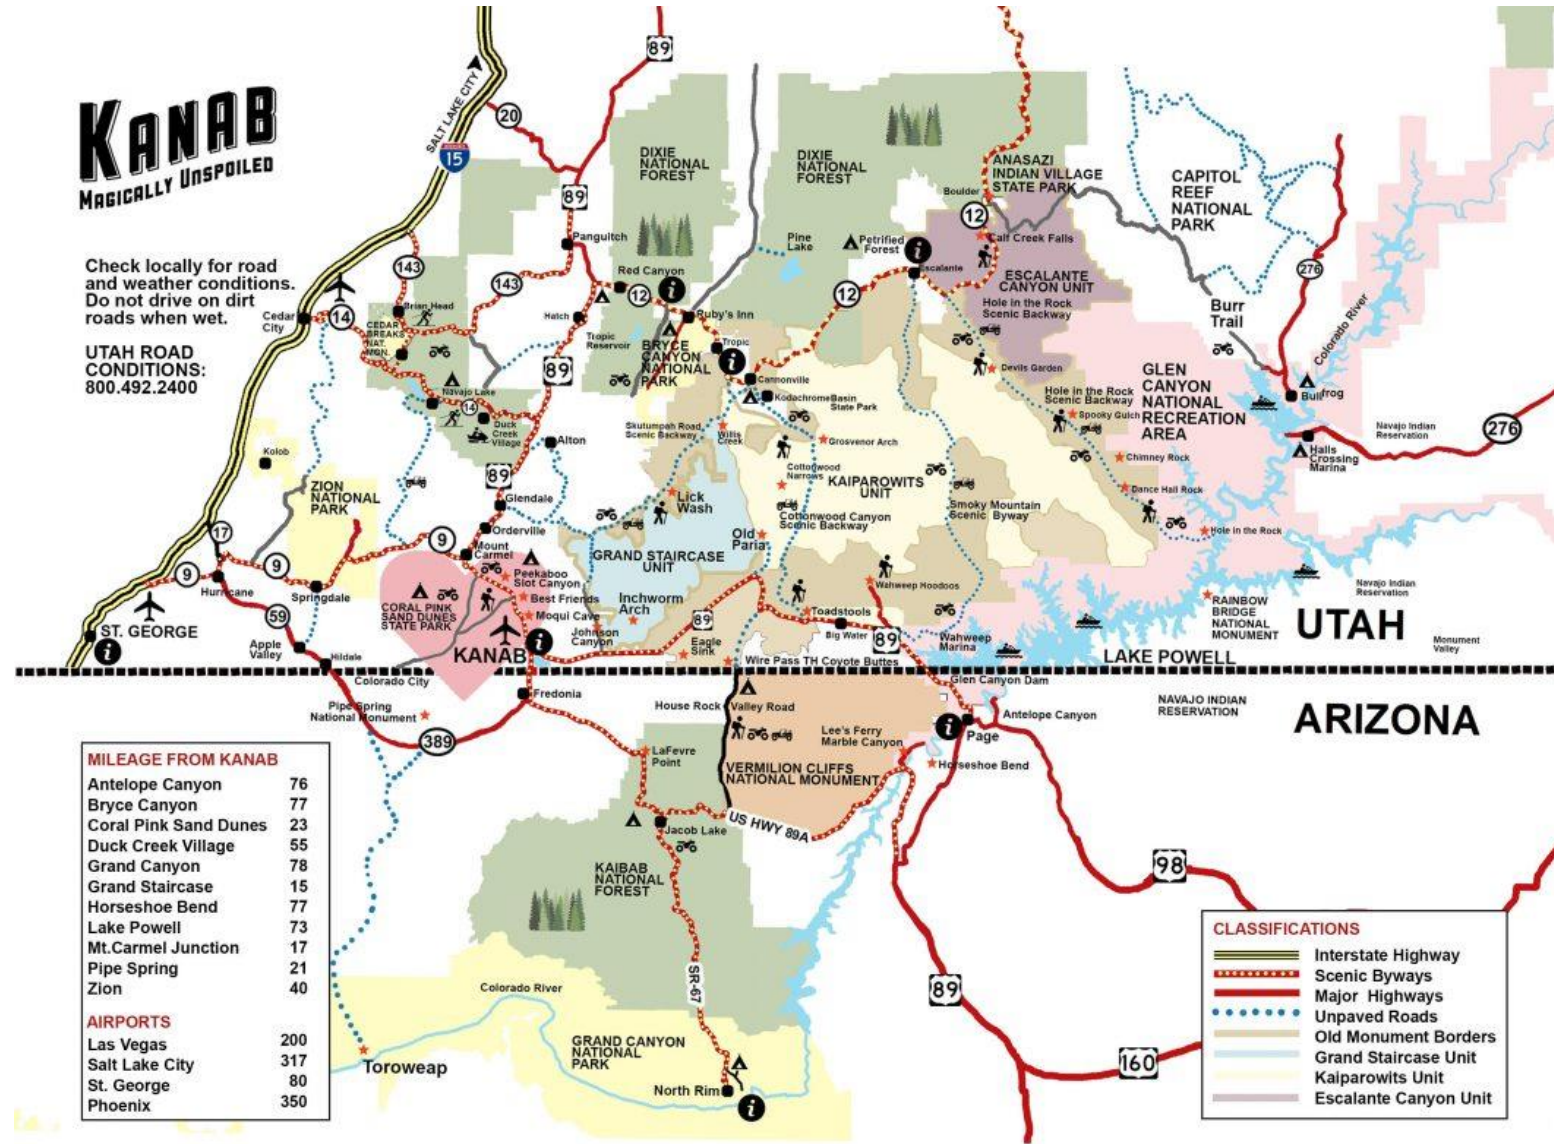 KANAB
MAGICALLY UNSPOILED
Check locally for road
and weather conditions.
Do not drive on dirt
roads when wet.
UTAH ROAD
CONDITIONS:
800.492.2400
SALT LAKE CITY
15
20
89
89
DIXIE
NATIONAL
FOREST
DIXIE
NATIONAL
FOREST
ANASAZI
INDIAN VILLAGE
STATE PARK
Boulder
12
CAPITOL
REEF
NATIONAL
PARK
276
Panguitch
143
143
Red Canyon
12
Pine
Lake
Petrified
Forest
Escalante
Calf Creek Falls
ESCALANTE
CANYON UNIT
Hole in the Rock
Scenic Backway
12
Burr
Trail
Colorado River
Cedar
City
14
Brian Head
CEDAR
BREAKS
NAT.
MON.
Hatch
Tropic
Reservoir
Ruby's Inn
BRYCE
CANYON
NATIONAL
PARK
Tropic
Cannonville
Kodachrome Basin
State Park
89
Navajo Lake
14
Duck
Creek
Village
Alton
Skutumpah Road
Scenic Backway
Willis
Creek
Grosvenor Arch
Devils Garden
Hole in the Rock
Scenic Backway
Spooky Gulch
GLEN
CANYON
NATIONAL
RECREATION
AREA
Bullfrog
Navajo Indian
Reservation
276
Halls
Crossing
Marina
Kolob
ZION
NATIONAL
PARK
89
Glendale
Orderville
Mount
Carmel
Lick
Wash
Cottonwood
Narrows
KAIPAROWITS
UNIT
Cottonwood Canyon
Scenic Backway
Smoky Mountain
Scenic Byway
Chimney Rock
Dance Hall Rock
Hole in the Rock
17
9
9
9
Hurricane
Springdale
59
ST. GEORGE
Apple
Valley
Hildale
Colorado City
CORAL PINK
SAND DUNES
STATE PARK
Peekaboo
Slot Canyon
Best Friends
Moqui Cave
KANAB
Johnson
Canyon
GRAND STAIRCASE
UNIT
Inchworm
Arch
Old
Paria
89
Eagle
Sink
Wahweep Hoodoos
Toadstools
Big Water
89
Wahweep
Marina
Wire Pass TH Coyote Buttes
Glen Canyon Dam
LAKE POWELL
RAINBOW
BRIDGE
NATIONAL
MONUMENT
Navajo Indian
Reservation
UTAH
Monument
Valley
NAVAJO INDIAN
RESERVATION
ARIZONA
Fredonia
Pipe Spring
National Monument
389
House Rock Valley Road
Lee's Ferry
Marble Canyon
VERMILION CLIFFS
NATIONAL MONUMENT
US HWY 89A
LaFevre
Point
Jacob Lake
KAIBAB
NATIONAL
FOREST
SR-67
Antelope Canyon
Page
Horseshoe Bend
98
89
160
Colorado River
GRAND CANYON
NATIONAL
PARK
North Rim
Toroweap
MILEAGE FROM KANAB
Antelope Canyon 76
Bryce Canyon 77
Coral Pink Sand Dunes 23
Duck Creek Village 55
Grand Canyon 78
Grand Staircase 15
Horseshoe Bend 77
Lake Powell 73
Mt.Carmel Junction 17
Pipe Spring 21
Zion 40
AIRPORTS
Las Vegas 200
Salt Lake City 317
St. George 80
Phoenix 350
CLASSIFICATIONS
Interstate Highway
Scenic Byways
Major Highways
Unpaved Roads
Old Monument Borders
Grand Staircase Unit
Kaiparowits Unit
Escalante Canyon Unit